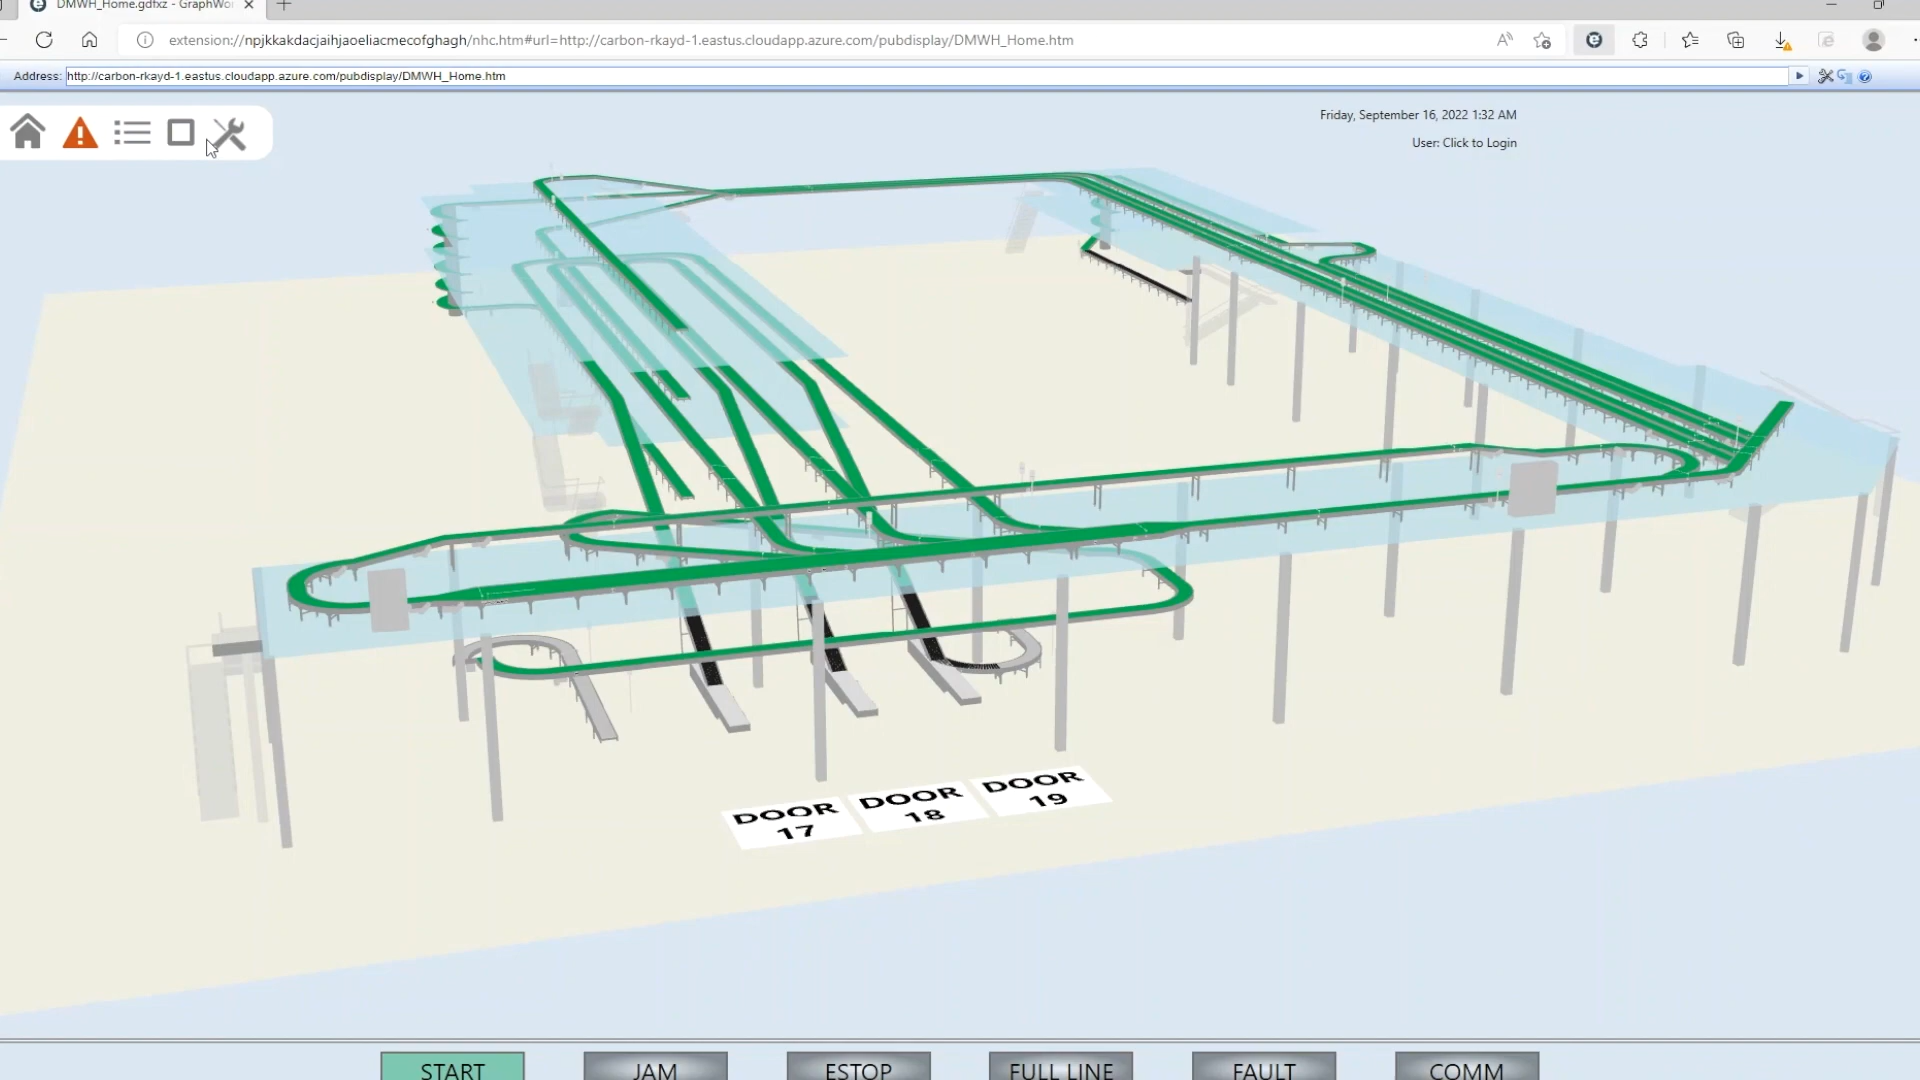 DMWH_Home.gdfxz - GraphWo
extension://npjkkakdacjaihjaoeliacmecofghagh/nhc.htm#url=http://carbon-rkayd-1.eastus.cloudapp.azure.com/pubdisplay/DMWH_Home.htm
Address: http://carbon-rkayd-1.eastus.cloudapp.azure.com/pubdisplay/DMWH_Home.htm
Friday, September 16, 2022 1:32 AM
User: Click to Login
DOOR 17
DOOR 18
DOOR 19
START JAM ESTOP FULL LINE FAULT COMM